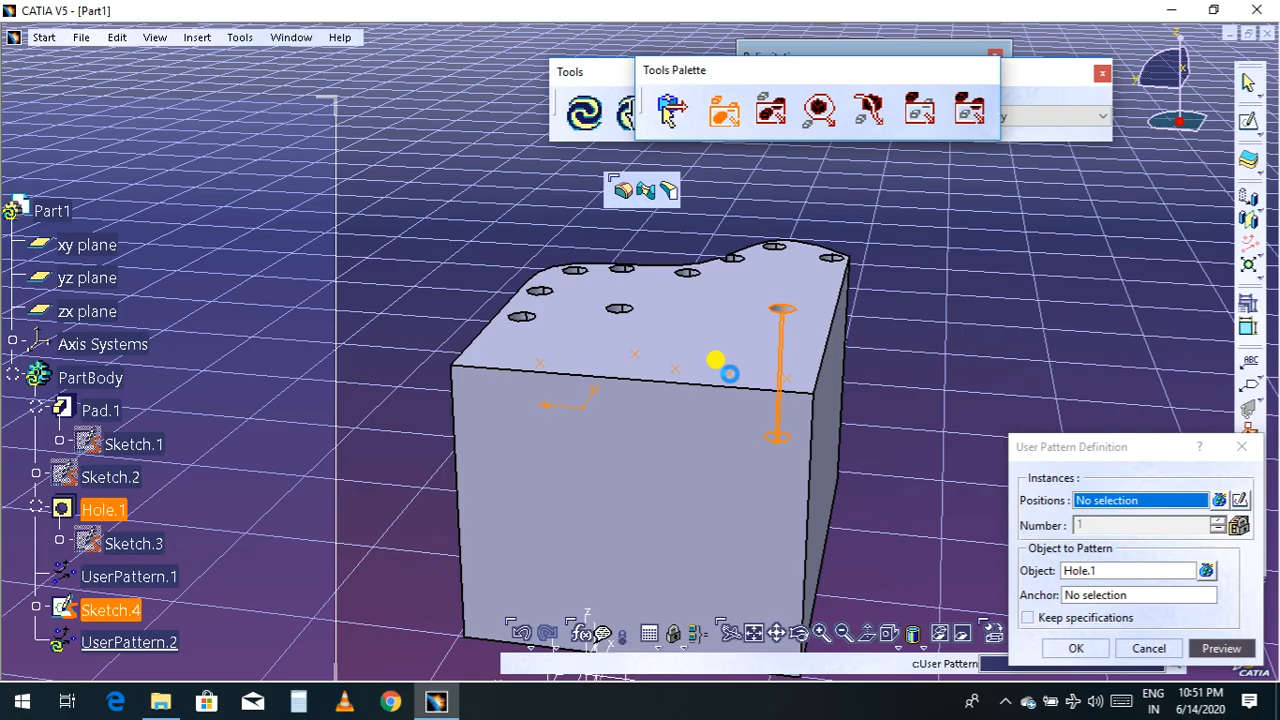 CATIA V5 - [Part1]
Start File Edit View Insert Tools Window Help
Tools
Tools Palette
Part1
xy plane
yz plane
zx plane
Axis Systems
PartBody
Pad.1
Sketch.1
Sketch.2
Hole.1
Sketch.3
UserPattern.1
Sketch.4
UserPattern.2
User Pattern Definition ?
Instances :
Positions : No selection
Number : 1
Object to Pattern
Object: Hole.1
Anchor: No selection
Keep specifications
OK Cancel Preview
c:User Pattern
CATIA
ENG
IN
10:51 PM
6/14/2020